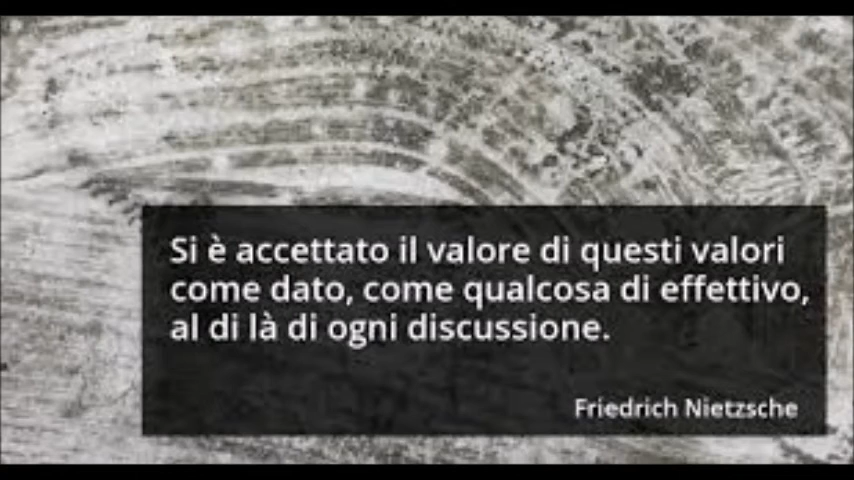 Si è accettato il valore di questi valori
come dato, come qualcosa di effettivo,
al di là di ogni discussione.
Friedrich Nietzsche